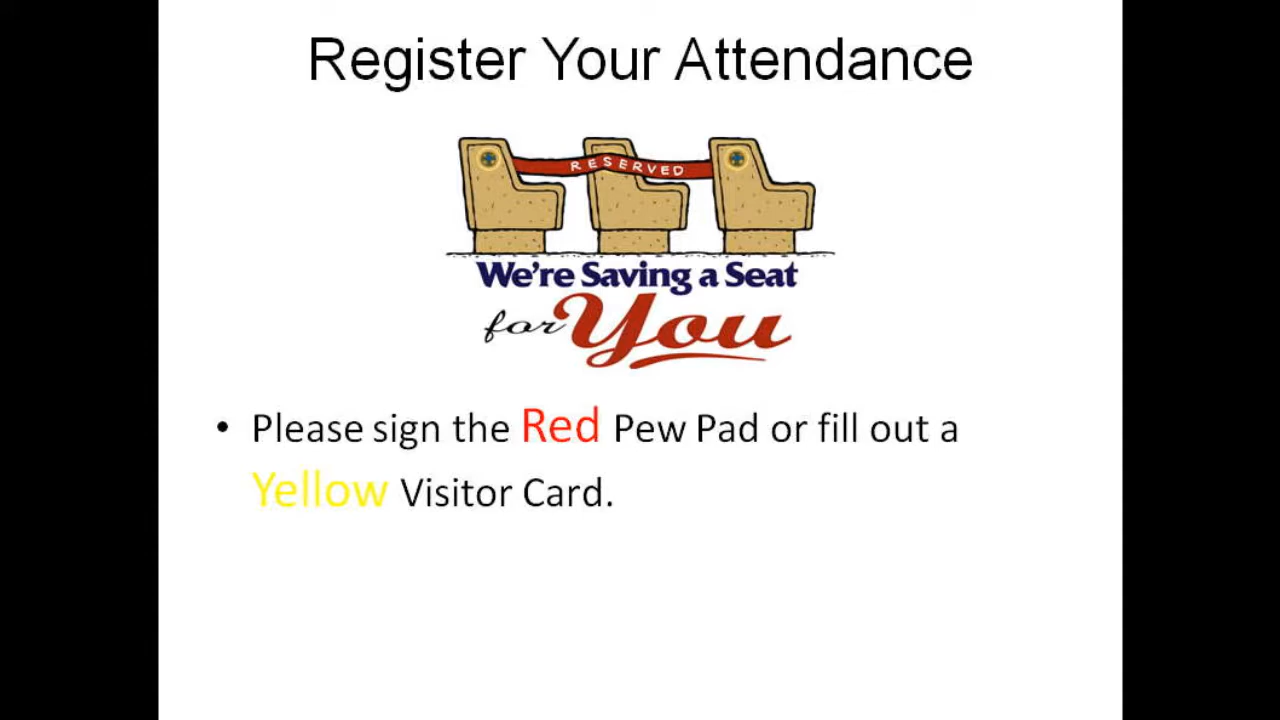 Register Your Attendance
RESERVED
We're Saving a Seat
for You
• Please sign the Red Pew Pad or fill out a
Yellow Visitor Card.